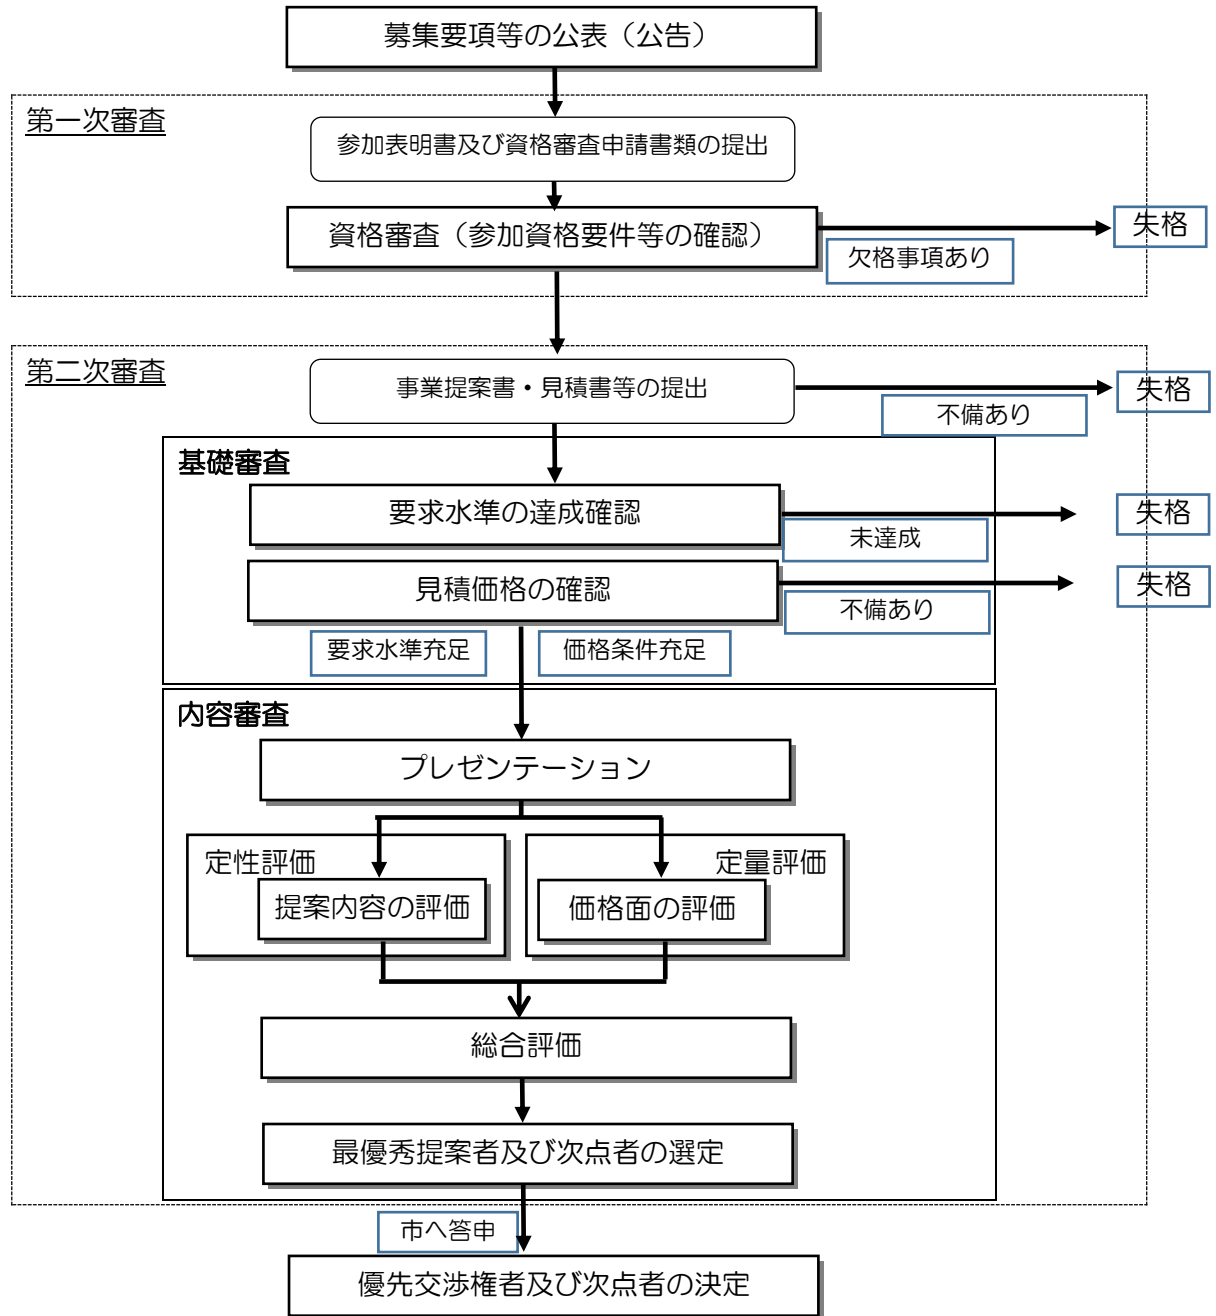 募集要項等の公表（公告）
第一次審査
参加表明書及び資格審査申請書類の提出
資格審査（参加資格要件等の確認）
失格
欠格事項あり
第二次審査
事業提案書・見積書等の提出
失格
不備あり
基礎審査
要求水準の達成確認
失格
未達成
見積価格の確認
失格
不備あり
要求水準充足
価格条件充足
内容審査
プレゼンテーション
定性評価
定量評価
提案内容の評価
価格面の評価
総合評価
最優秀提案者及び次点者の選定
市へ答申
優先交渉権者及び次点者の決定